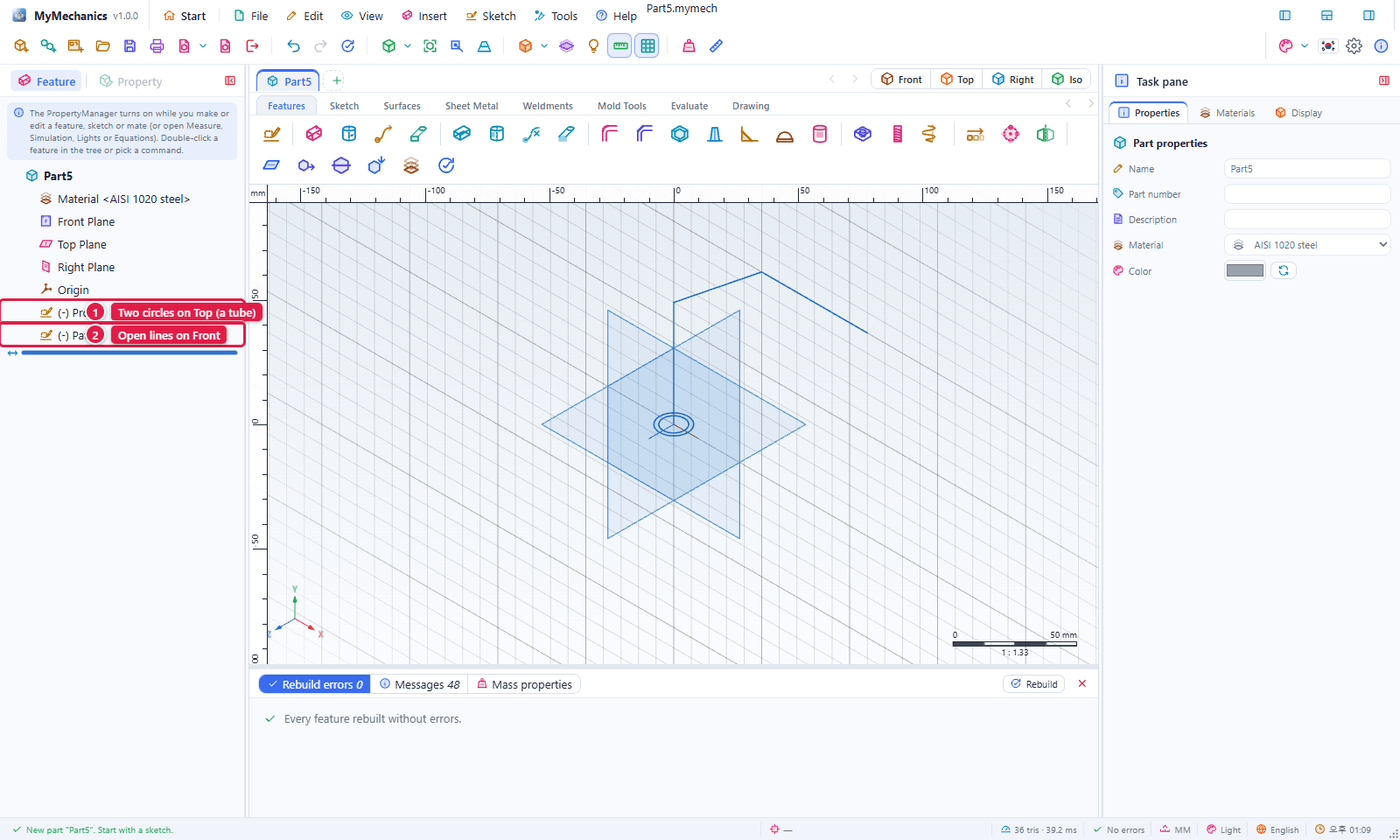 MyMechanics v1.0.0
Start
File
Edit
View
Insert
Sketch
Tools
Help
Part5.mymech
Feature
Property
The PropertyManager turns on while you make or
edit a feature, sketch or mate (or open Measure,
Simulation, Lights or Equations). Double-click a
feature in the tree or pick a command.
Part5
Material <AISI 1020 steel>
Front Plane
Top Plane
Right Plane
Origin
(-) Pr
1
Two circles on Top (a tube)
(-) Pa
2
Open lines on Front
Part5
Front
Top
Right
Iso
Features
Sketch
Surfaces
Sheet Metal
Weldments
Mold Tools
Evaluate
Drawing
mm
-150
-100
-50
0
50
100
150
Y
X
Z
0
50 mm
1 : 1.33
Rebuild errors 0
Messages 48
Mass properties
Rebuild
Every feature rebuilt without errors.
Task pane
Properties
Materials
Display
Part properties
Name
Part5
Part number
Description
Material
AISI 1020 steel
Color
New part "Part5". Start with a sketch.
—
36 tris · 39.2 ms
No errors
MM
Light
English
오후 01:09